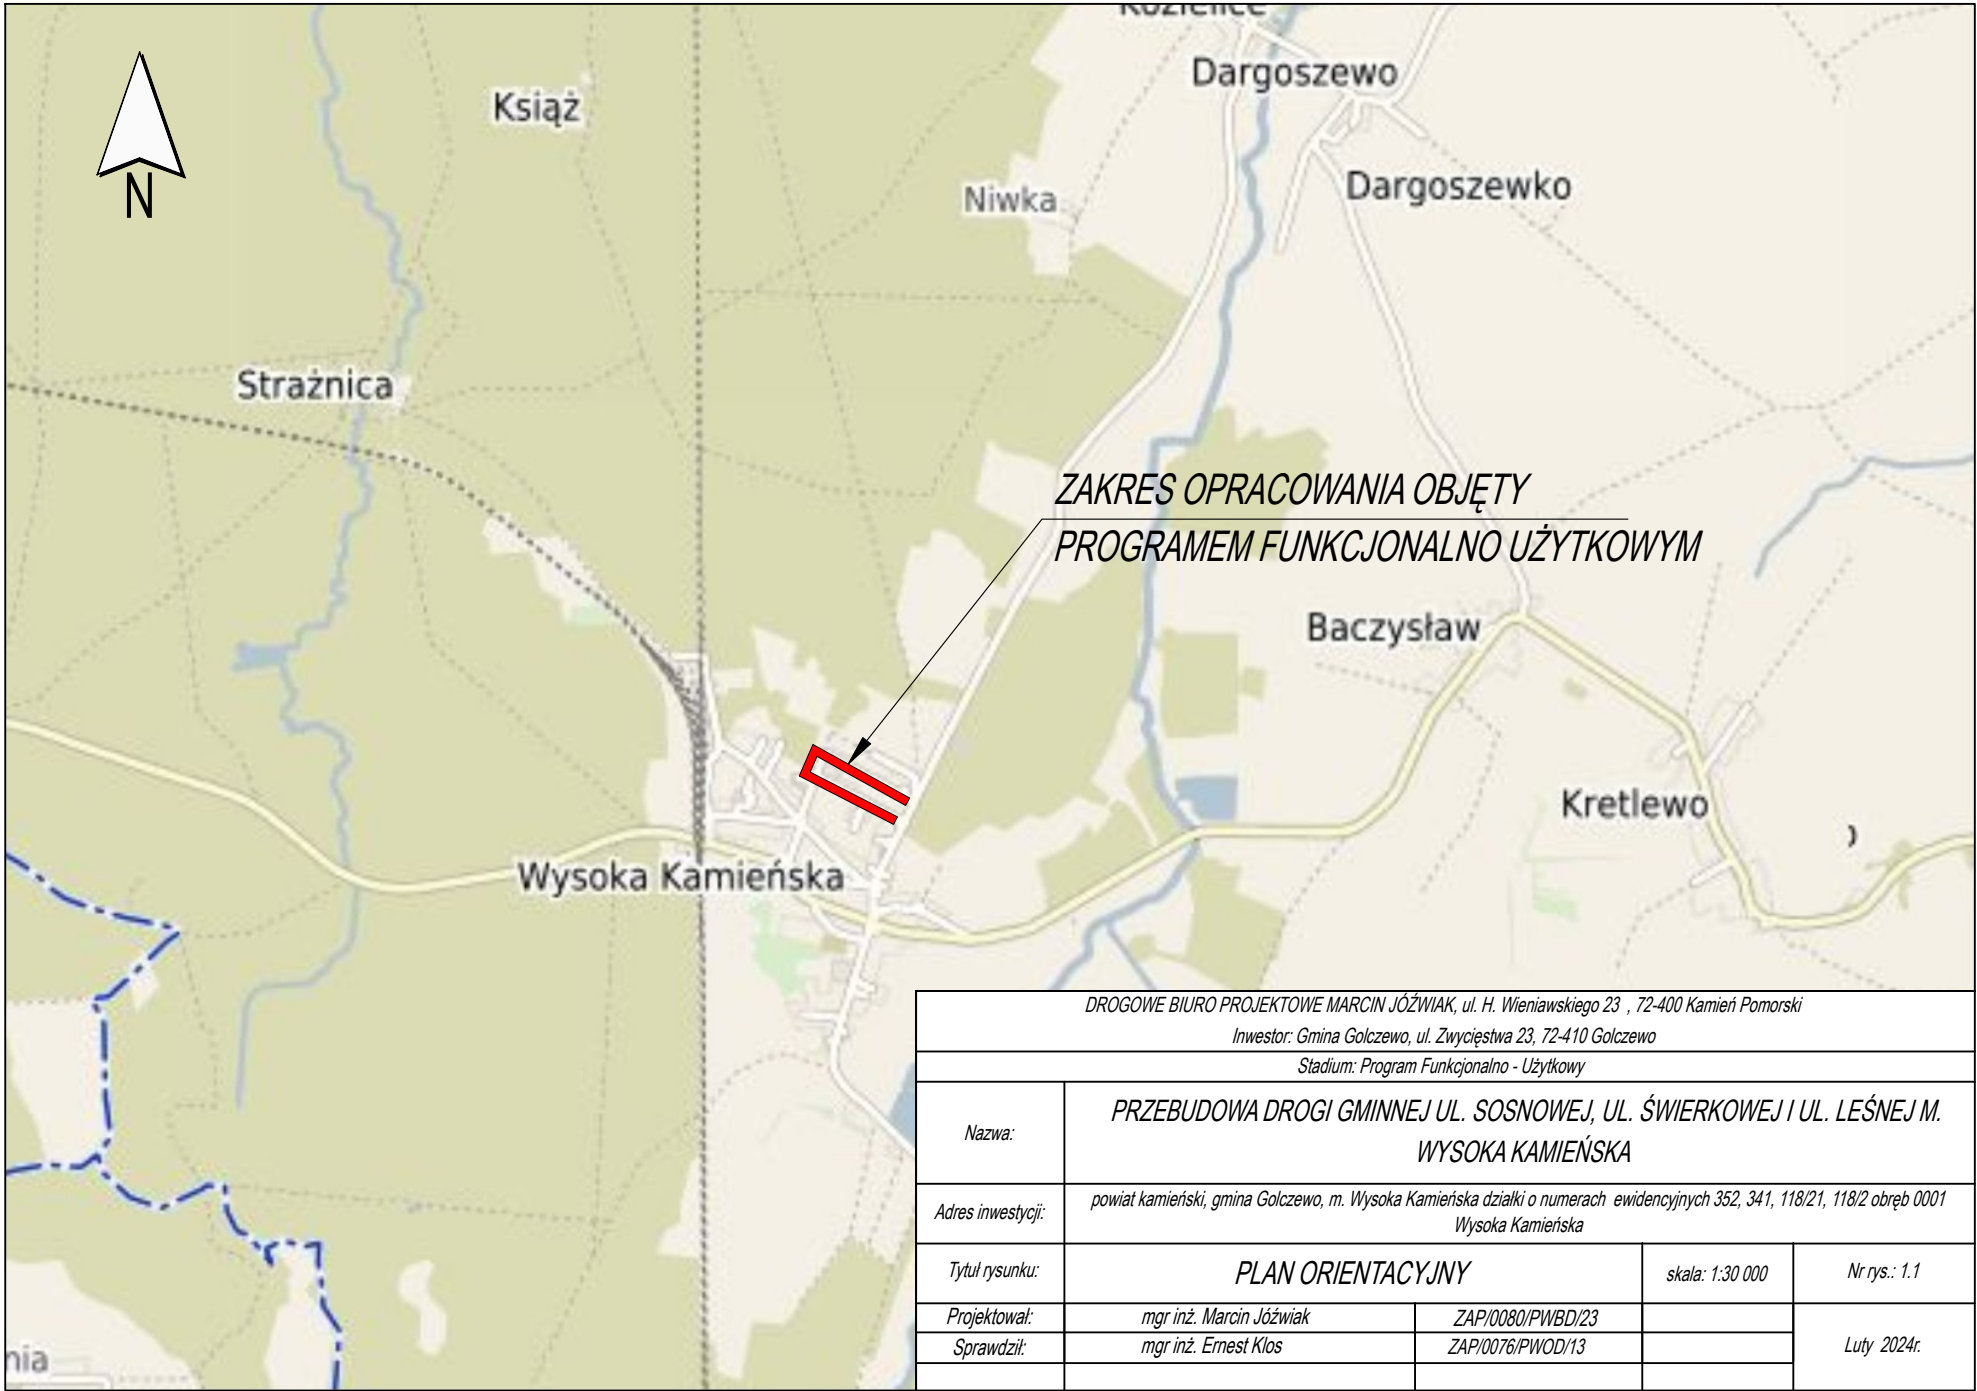 Kozielice
Dargoszewo
Książ
Dargoszewko
Niwka
N
Strażnica
ZAKRES OPRACOWANIA OBJĘTY
PROGRAMEM FUNKCJONALNO UŻYTKOWYM
Baczysław
Kretlewo
Wysoka Kamieńska
nia
DROGOWE BIURO PROJEKTOWE MARCIN JÓŹWIAK, ul. H. Wieniawskiego 23 , 72-400 Kamień Pomorski
Inwestor: Gmina Golczewo, ul. Zwycięstwa 23, 72-410 Golczewo
Stadium: Program Funkcjonalno - Użytkowy
Nazwa:
PRZEBUDOWA DROGI GMINNEJ UL. SOSNOWEJ, UL. ŚWIERKOWEJ I UL. LEŚNEJ M.
WYSOKA KAMIEŃSKA
Adres inwestycji:
powiat kamieński, gmina Golczewo, m. Wysoka Kamieńska działki o numerach ewidencyjnych 352, 341, 118/21, 118/2 obręb 0001
Wysoka Kamieńska
Tytuł rysunku:
PLAN ORIENTACYJNY
skala: 1:30 000
Nr rys.: 1.1
Projektował:
mgr inż. Marcin Jóźwiak
ZAP/0080/PWBD/23
Sprawdził:
mgr inż. Ernest Klos
ZAP/0076/PWOD/13
Luty 2024r.